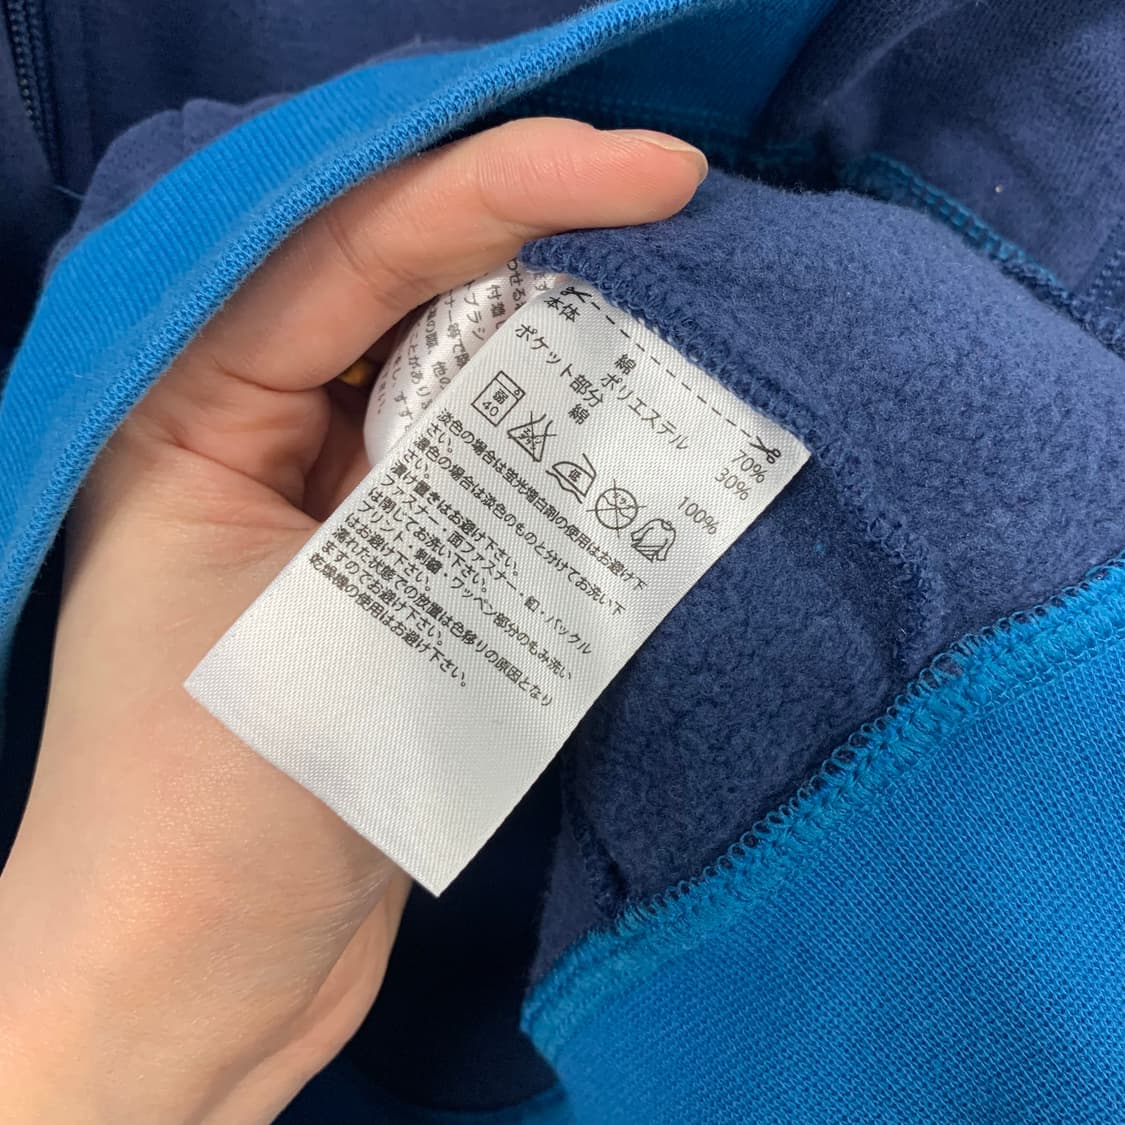 本体
綿 70%
ポリエステル 30%
ポケット部分
綿 100%
弱
40
低
淡色の場合は蛍光増白剤の使用はお避け下
さい。
濃色の場合は淡色のものと分けてお洗い下
さい。
漬け置きはお避け下さい。
ファスナー・面ファスナー・釦・バックル
は閉じてお洗い下さい。
プリント・刺繍・ワッペン部分のもみ洗い
はお避け下さい。
濡れた状態での放置は色移りの原因となり
ますのでお避け下さい。
乾燥機の使用はお避け下さい。